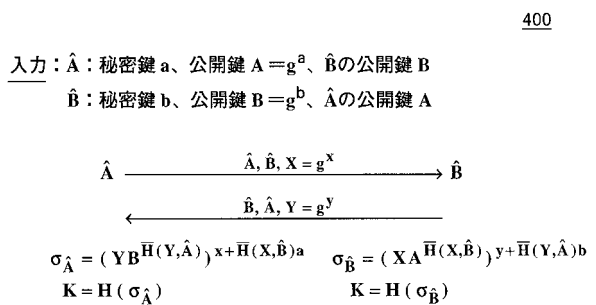 400
入力：Â：秘密鍵 a、公開鍵 A＝g^a、B̂の公開鍵 B
B̂：秘密鍵 b、公開鍵 B＝g^b、Âの公開鍵 A
Â Â, B̂, X = g^x B̂
B̂, Â, Y = g^y
σ_Â = ( YB^H̅(Y,Â) )^x+H̅(X,B̂)a σ_B̂ = ( XA^H̅(X,B̂) )^y+H̅(Y,Â)b
K = H ( σ_Â ) K = H ( σ_B̂ )